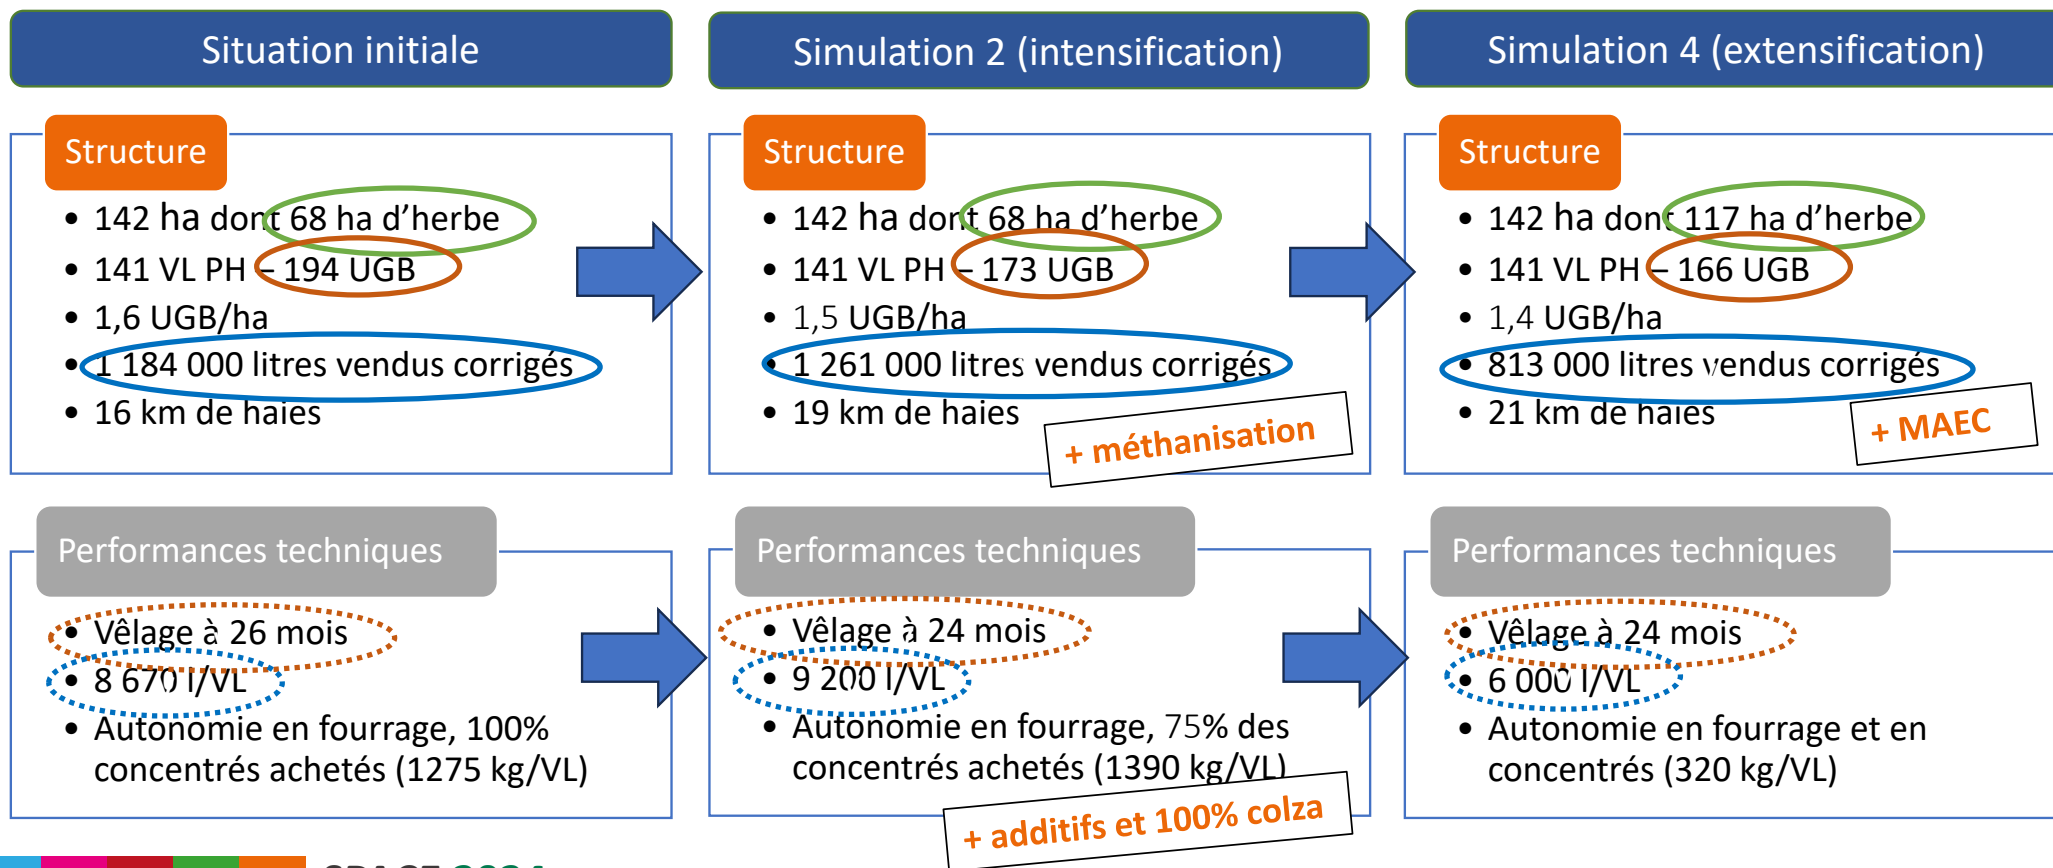 Situation initiale
Structure
• 142 ha dont 68 ha d’herbe
• 141 VL PH – 194 UGB
• 1,6 UGB/ha
• 1 184 000 litres vendus corrigés
• 16 km de haies
Performances techniques
• Vêlage à 26 mois
• 8 670 l/VL
• Autonomie en fourrage, 100%
concentrés achetés (1275 kg/VL)
Simulation 2 (intensification)
Structure
• 142 ha dont 68 ha d’herbe
• 141 VL PH – 173 UGB
• 1,5 UGB/ha
• 1 261 000 litres vendus corrigés
• 19 km de haies
+ méthanisation
Performances techniques
• Vêlage à 24 mois
• 9 200 l/VL
• Autonomie en fourrage, 75% des
concentrés achetés (1390 kg/VL)
+ additifs et 100% colza
Simulation 4 (extensification)
Structure
• 142 ha dont 117 ha d’herbe
• 141 VL PH – 166 UGB
• 1,4 UGB/ha
• 813 000 litres vendus corrigés
• 21 km de haies
+ MAEC
Performances techniques
• Vêlage à 24 mois
• 6 000 l/VL
• Autonomie en fourrage et en
concentrés (320 kg/VL)
SPACE 2024